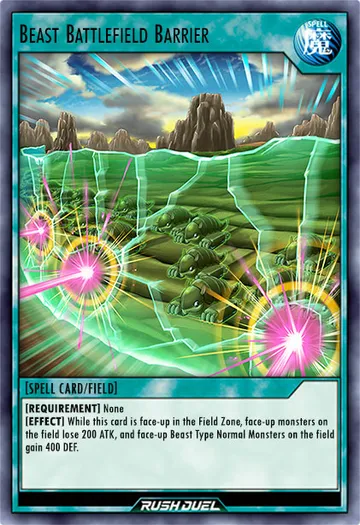 BEAST BATTLEFIELD BARRIER
SPELL
魔
[SPELL CARD/FIELD]
[REQUIREMENT] None
[EFFECT] While this card is face-up in the Field Zone, face-up monsters on
the field lose 200 ATK, and face-up Beast Type Normal Monsters on the field
gain 400 DEF.
RUSH DUEL